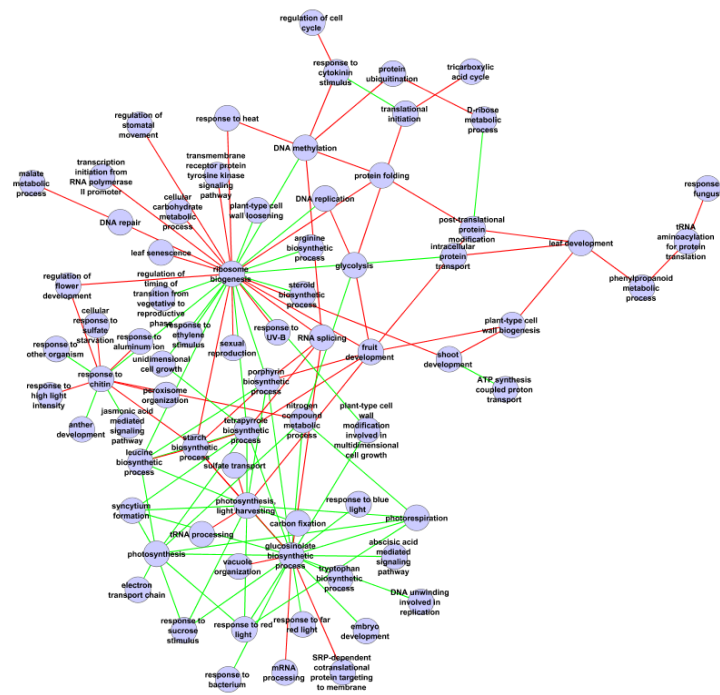 regulation of cell
cycle
response to
cytokinin
stimulus
protein
ubiquitination
tricarboxylic
acid cycle
regulation of
stomatal
movement
response to heat
translational
initiation
D-ribose
metabolic
process
DNA methylation
malate
metabolic
process
transcription
initiation from
RNA polymerase
II promoter
transmembrane
receptor protein
tyrosine kinase
signaling
pathway
protein folding
response to
fungus
cellular
carbohydrate
metabolic
process
DNA replication
plant-type cell
wall loosening
DNA repair
post-translational
protein
modification
tRNA
aminoacylation
for protein
translation
leaf senescence
arginine
biosynthetic
process
intracellular
protein
transport
leaf development
ribosome
biogenesis
glycolysis
regulation of
flower
development
regulation of
timing of
transition from
vegetative to
reproductive
phase
steroid
biosynthetic
process
phenylpropanoid
metabolic
process
cellular
response to
sulfate
starvation
response to
ethylene
stimulus
response to
UV-B
RNA splicing
plant-type cell
wall biogenesis
response to
other organism
response to
aluminum ion
sexual
reproduction
fruit
development
shoot
development
unidimensional
cell growth
response to
chitin
porphyrin
biosynthetic
process
ATP synthesis
coupled proton
transport
response to
high light
intensity
peroxisome
organization
jasmonic acid
mediated
signaling
pathway
anther
development
tetrapyrrole
biosynthetic
process
nitrogen
compound
metabolic
process
plant-type cell
wall
modification
involved in
multidimensional
cell growth
starch
biosynthetic
process
leucine
biosynthetic
process
sulfate transport
syncytium
formation
photosynthesis,
light harvesting
response to blue
light
photorespiration
carbon fixation
tRNA processing
photosynthesis
glucosinolate
biosynthetic
process
abscisic acid
mediated
signaling
pathway
vacuole
organization
tryptophan
biosynthetic
process
electron
transport chain
DNA unwinding
involved in
replication
response to
sucrose
stimulus
response to red
light
response to far
red light
embryo
development
response to
bacterium
mRNA
processing
SRP-dependent
cotranslational
protein targeting
to membrane